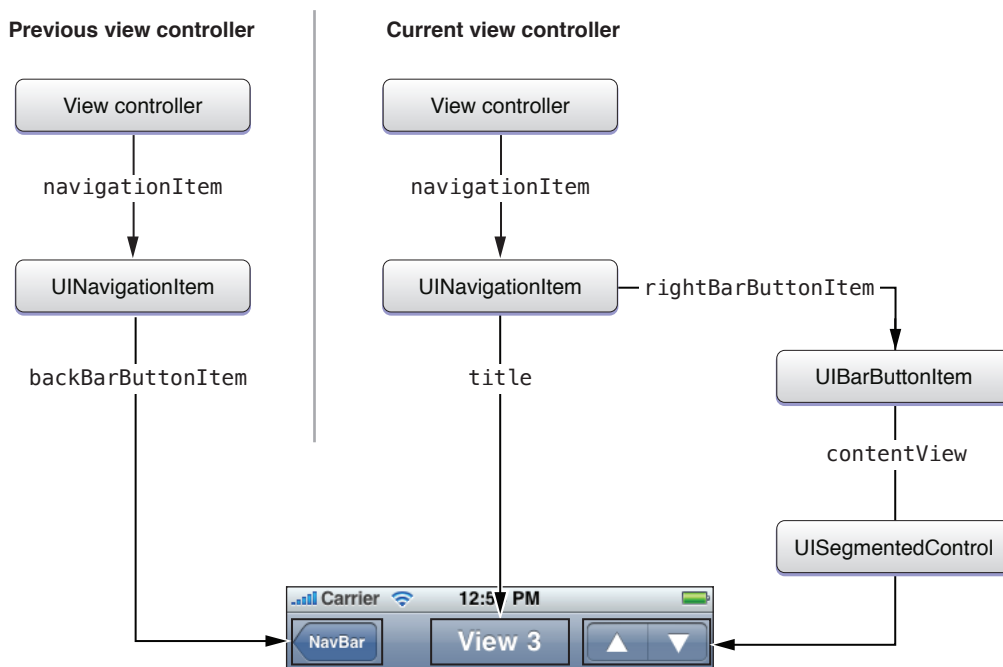 Previous view controller
Current view controller
View controller
View controller
navigationItem
navigationItem
UINavigationItem
UINavigationItem
rightBarButtonItem
backBarButtonItem
title
UIBarButtonItem
contentView
UISegmentedControl
Carrier
PM
NavBar
View 3